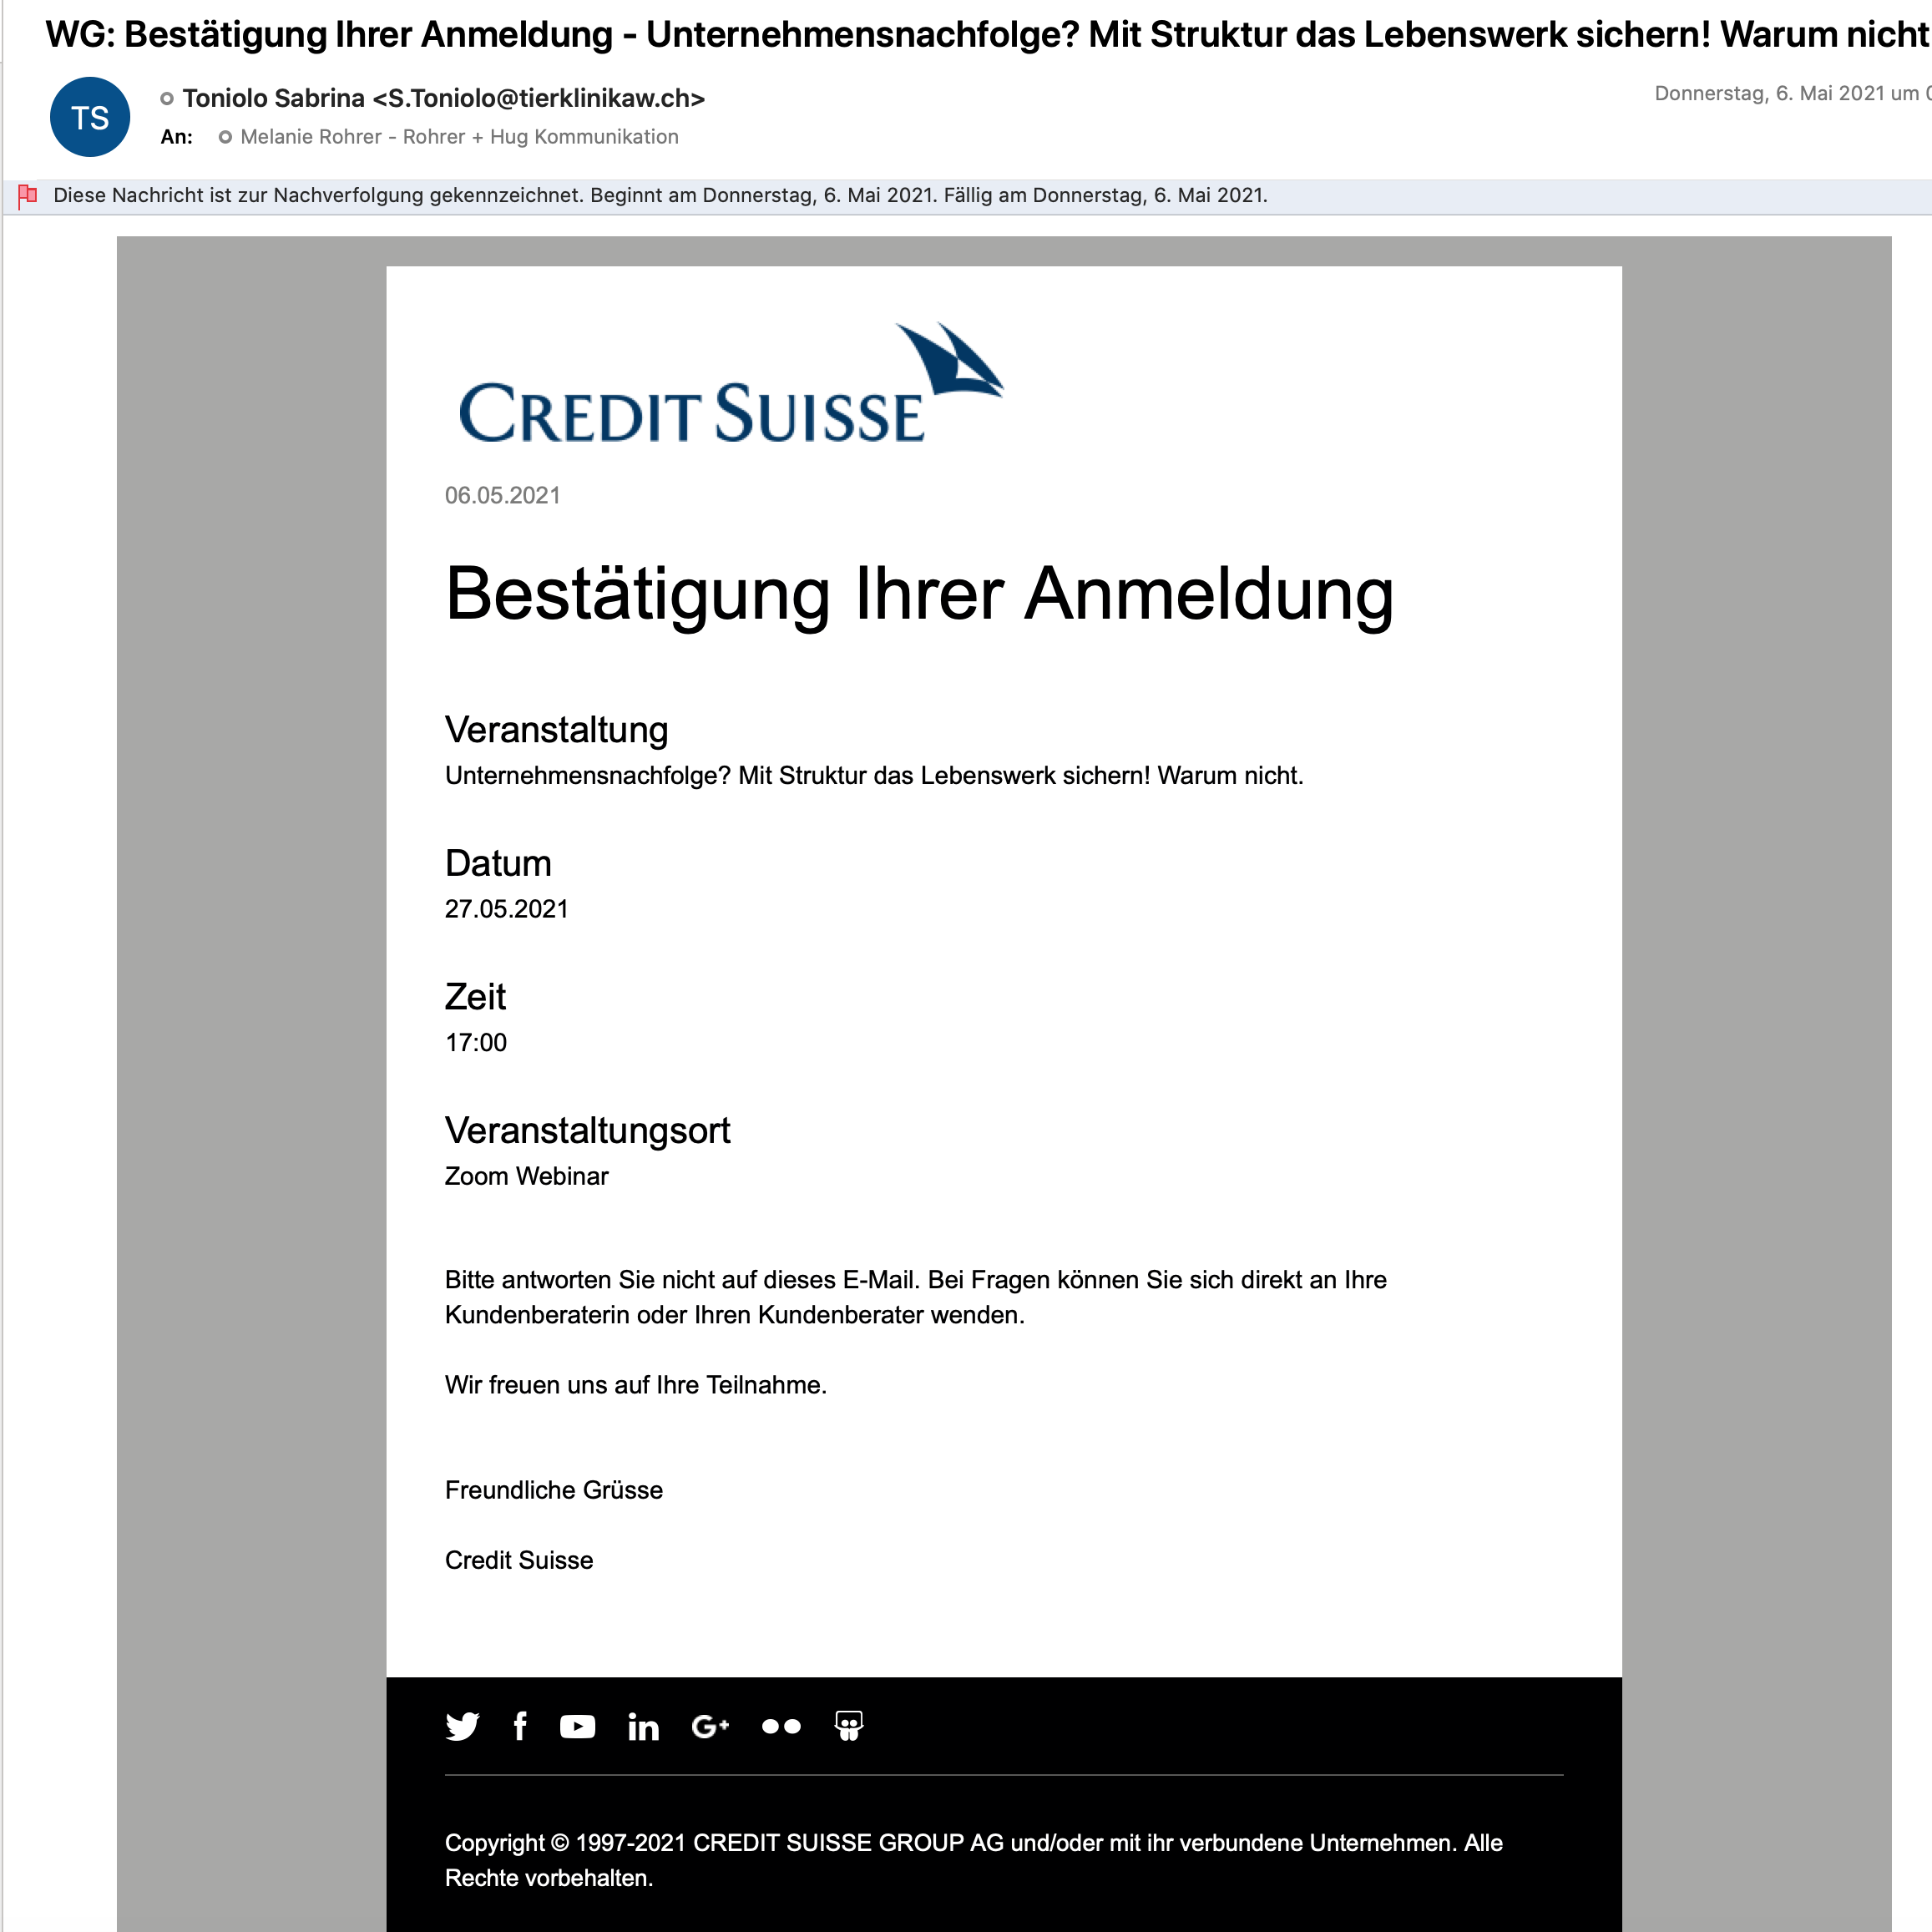 WG: Bestätigung Ihrer Anmeldung - Unternehmensnachfolge? Mit Struktur das Lebenswerk sichern! Warum nicht
TS
Toniolo Sabrina <S.Toniolo@tierklinikaw.ch>
Donnerstag, 6. Mai 2021 um
An: Melanie Rohrer - Rohrer + Hug Kommunikation
Diese Nachricht ist zur Nachverfolgung gekennzeichnet. Beginnt am Donnerstag, 6. Mai 2021. Fällig am Donnerstag, 6. Mai 2021.
CREDIT SUISSE
06.05.2021
Bestätigung Ihrer Anmeldung
Veranstaltung
Unternehmensnachfolge? Mit Struktur das Lebenswerk sichern! Warum nicht.
Datum
27.05.2021
Zeit
17:00
Veranstaltungsort
Zoom Webinar
Bitte antworten Sie nicht auf dieses E-Mail. Bei Fragen können Sie sich direkt an Ihre
Kundenberaterin oder Ihren Kundenberater wenden.
Wir freuen uns auf Ihre Teilnahme.
Freundliche Grüsse
Credit Suisse
f in G+
Copyright © 1997-2021 CREDIT SUISSE GROUP AG und/oder mit ihr verbundene Unternehmen. Alle
Rechte vorbehalten.